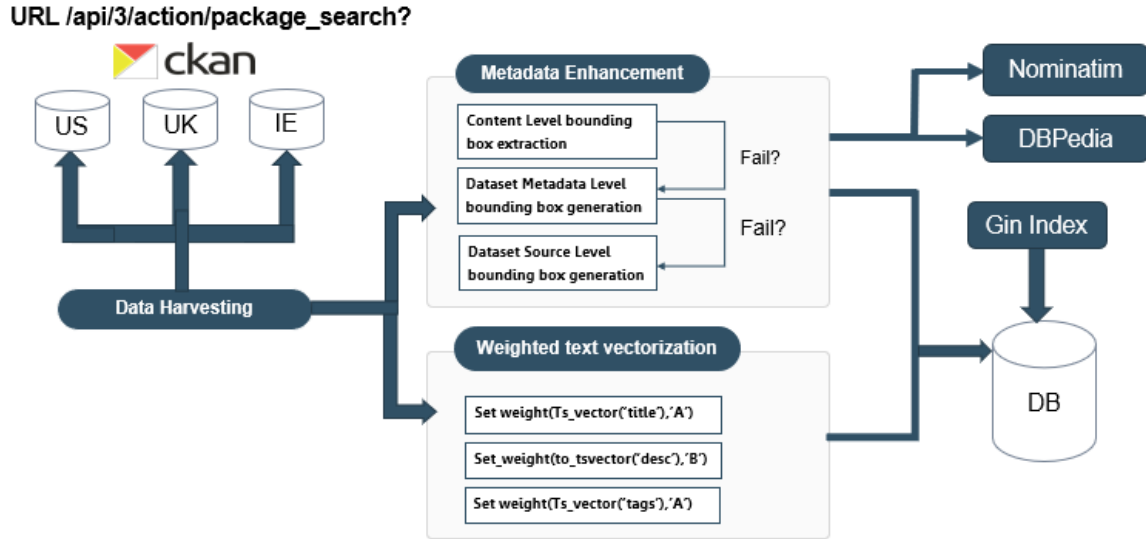 URL /api/3/action/package_search?
ckan
US
UK
IE
Data Harvesting
Metadata Enhancement
Content Level bounding
box extraction
Dataset Metadata Level
bounding box generation
Dataset Source Level
bounding box generation
Fail?
Fail?
Weighted text vectorization
Set weight(Ts_vector('title'),'A')
Set_weight(to_tsvector('desc'),'B')
Set weight(Ts_vector('tags'),'A')
Nominatim
DBPedia
Gin Index
DB